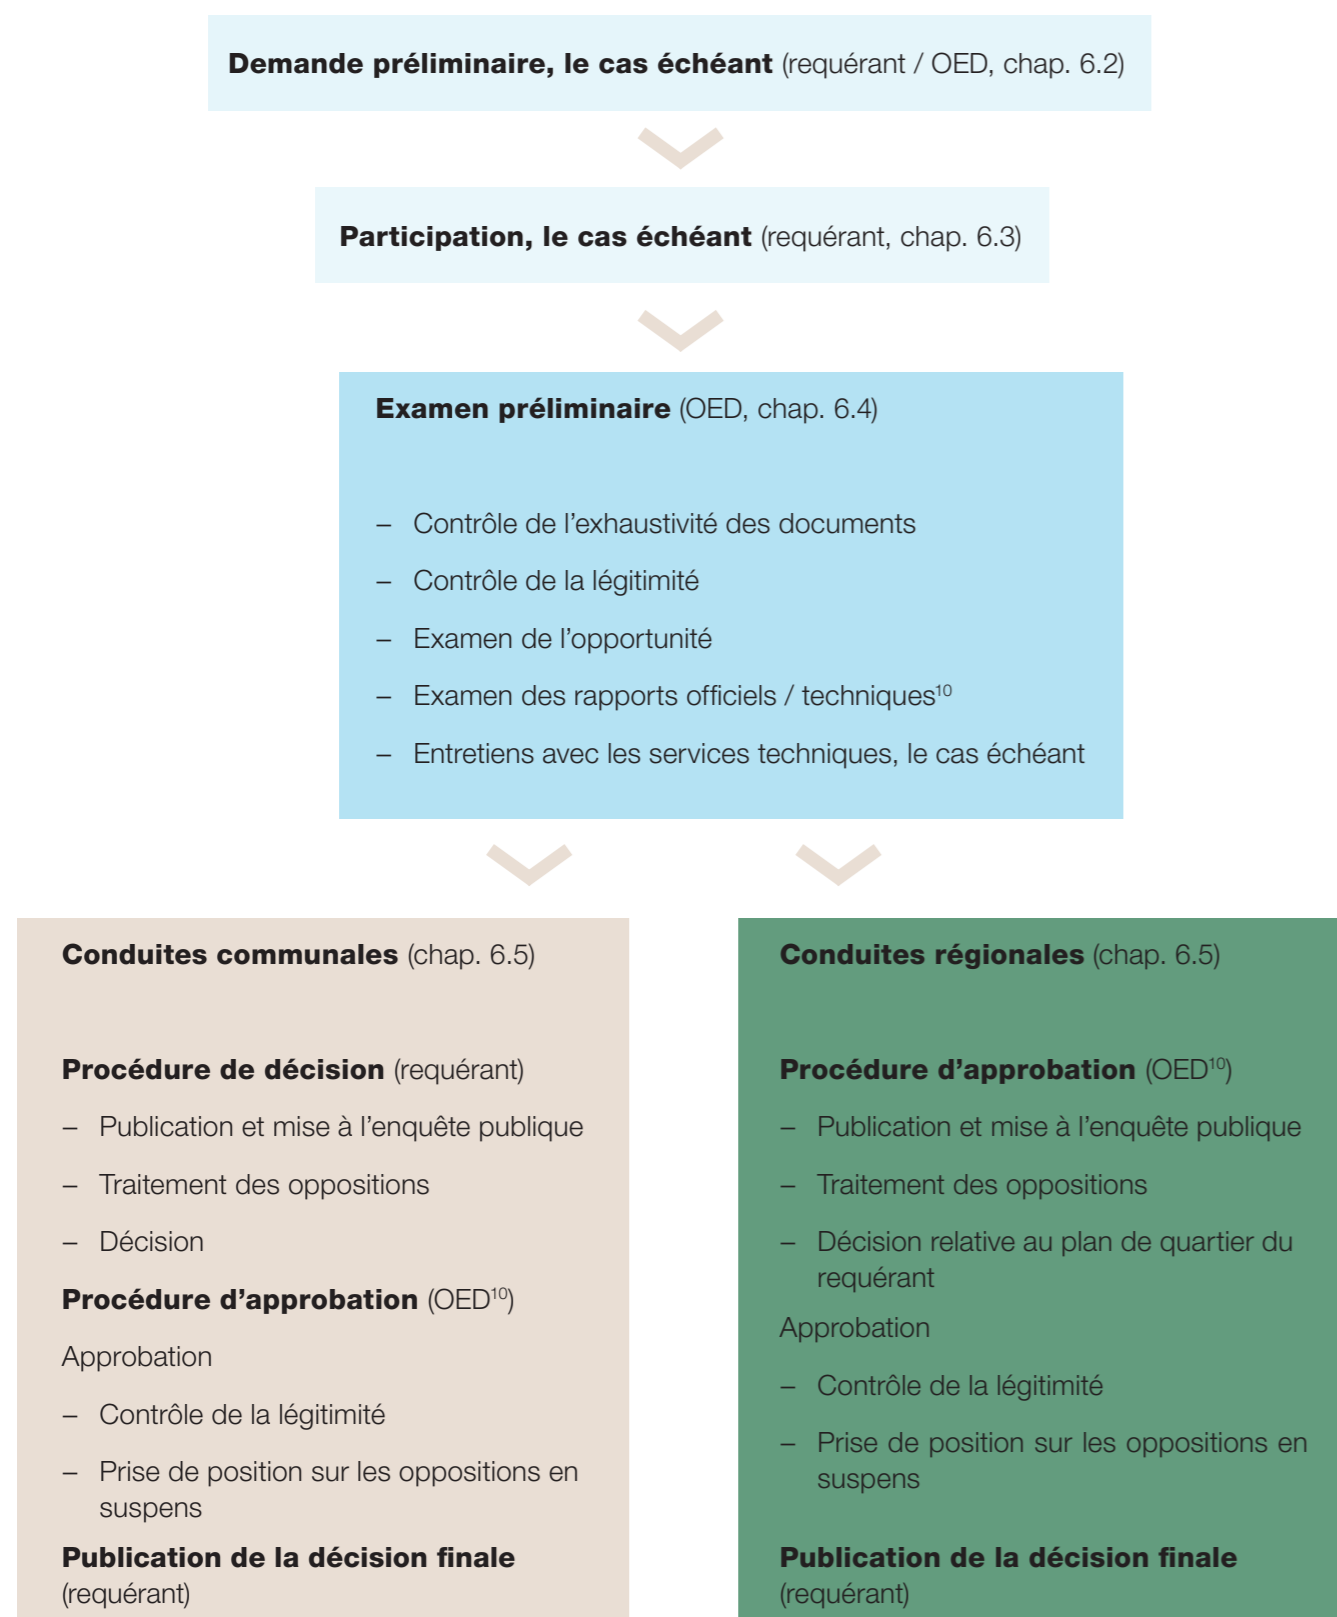 Demande préliminaire, le cas échéant (requérant / OED, chap. 6.2)
Participation, le cas échéant (requérant, chap. 6.3)
Examen préliminaire (OED, chap. 6.4)
– Contrôle de l’exhaustivité des documents
– Contrôle de la légitimité
– Examen de l’opportunité
– Examen des rapports officiels / techniques¹⁰
– Entretiens avec les services techniques, le cas échéant
Conduites communales (chap. 6.5)
Procédure de décision (requérant)
– Publication et mise à l’enquête publique
– Traitement des oppositions
– Décision
Procédure d’approbation (OED¹⁰)
Approbation
– Contrôle de la légitimité
– Prise de position sur les oppositions en
suspens
Publication de la décision finale
(requérant)
Conduites régionales (chap. 6.5)
Procédure d’approbation (OED¹⁰)
– Publication et mise à l’enquête publique
– Traitement des oppositions
– Décision relative au plan de quartier du
requérant
Approbation
– Contrôle de la légitimité
– Prise de position sur les oppositions en
suspens
Publication de la décision finale
(requérant)